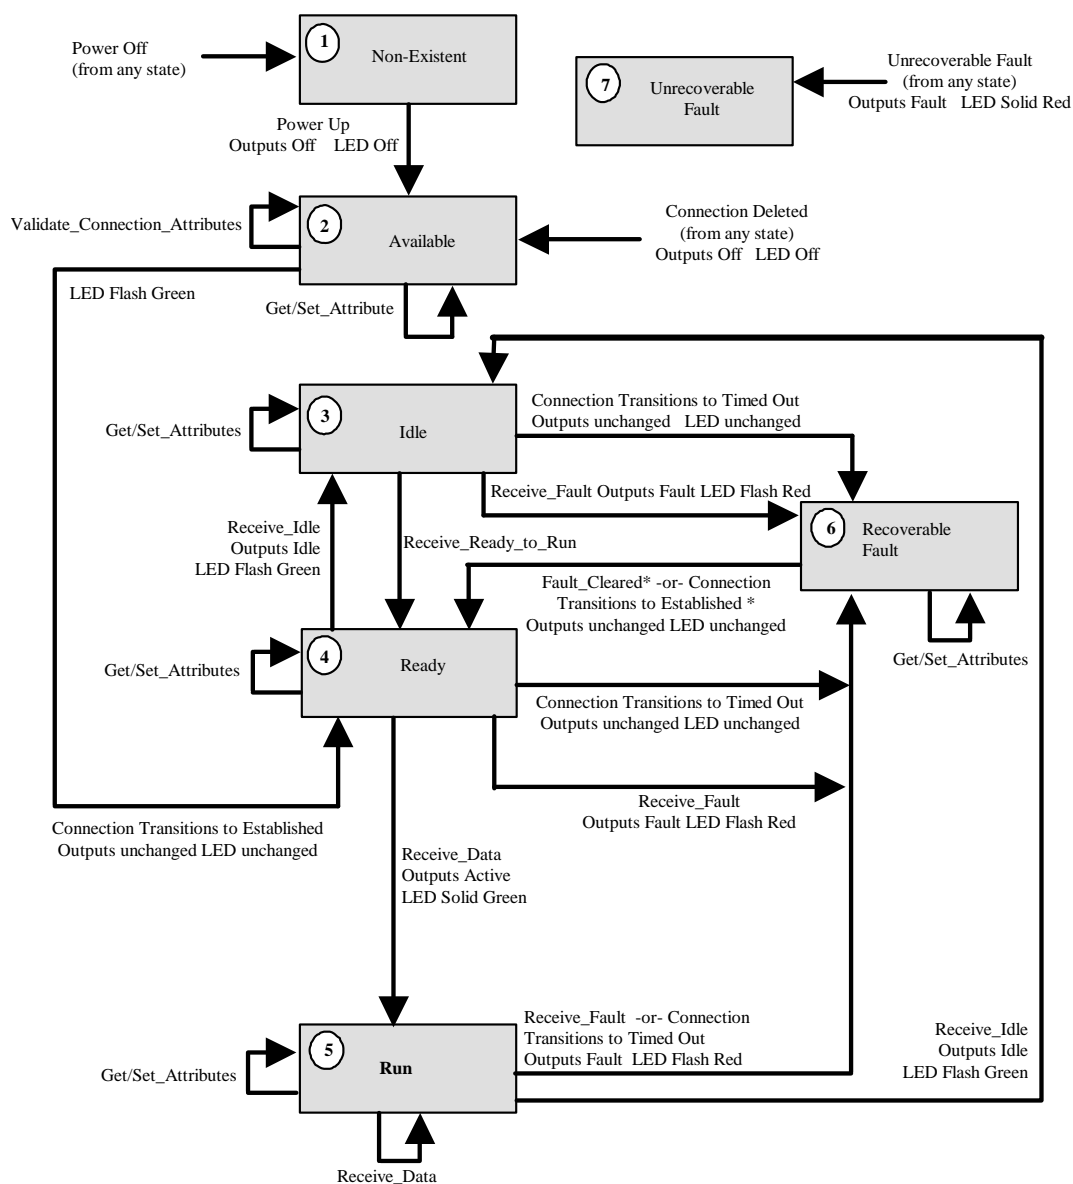 1
Non-Existent
Power Off
(from any state)
7
Unrecoverable
Fault
Unrecoverable Fault
(from any state)
Outputs Fault LED Solid Red
Power Up
Outputs Off LED Off
Validate_Connection_Attributes
2
Available
Connection Deleted
(from any state)
Outputs Off LED Off
LED Flash Green
Get/Set_Attribute
3
Idle
Get/Set_Attributes
Connection Transitions to Timed Out
Outputs unchanged LED unchanged
Receive_Fault Outputs Fault LED Flash Red
6
Recoverable
Fault
Receive_Idle
Outputs Idle
LED Flash Green
Receive_Ready_to_Run
Fault_Cleared* -or- Connection
Transitions to Established *
Outputs unchanged LED unchanged
Get/Set_Attributes
4
Ready
Get/Set_Attributes
Connection Transitions to Timed Out
Outputs unchanged LED unchanged
Receive_Fault
Outputs Fault LED Flash Red
Connection Transitions to Established
Outputs unchanged LED unchanged
Receive_Data
Outputs Active
LED Solid Green
Receive_Fault -or- Connection
Transitions to Timed Out
Outputs Fault LED Flash Red
Receive_Idle
Outputs Idle
LED Flash Green
5
Run
Get/Set_Attributes
Receive_Data